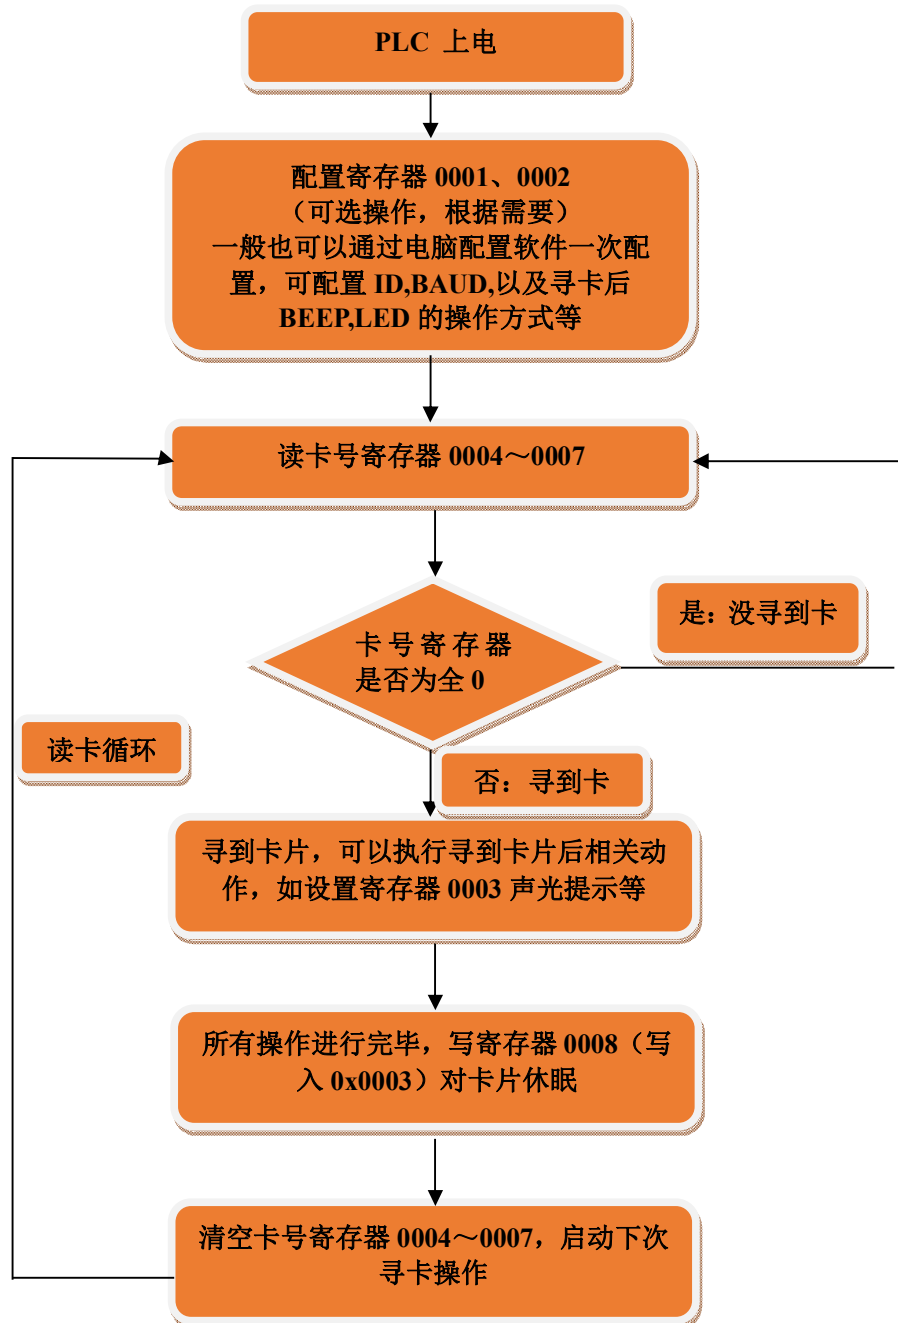 PLC 上电
配置寄存器 0001、0002
（可选操作，根据需要）
一般也可以通过电脑配置软件一次配
置，可配置 ID,BAUD,以及寻卡后
BEEP,LED 的操作方式等
读卡号寄存器 0004～0007
卡号寄存器
是否为全 0
是：没寻到卡
读卡循环
否：寻到卡
寻到卡片，可以执行寻到卡片后相关动
作，如设置寄存器 0003 声光提示等
所有操作进行完毕，写寄存器 0008（写
入 0x0003）对卡片休眠
清空卡号寄存器 0004～0007，启动下次
寻卡操作